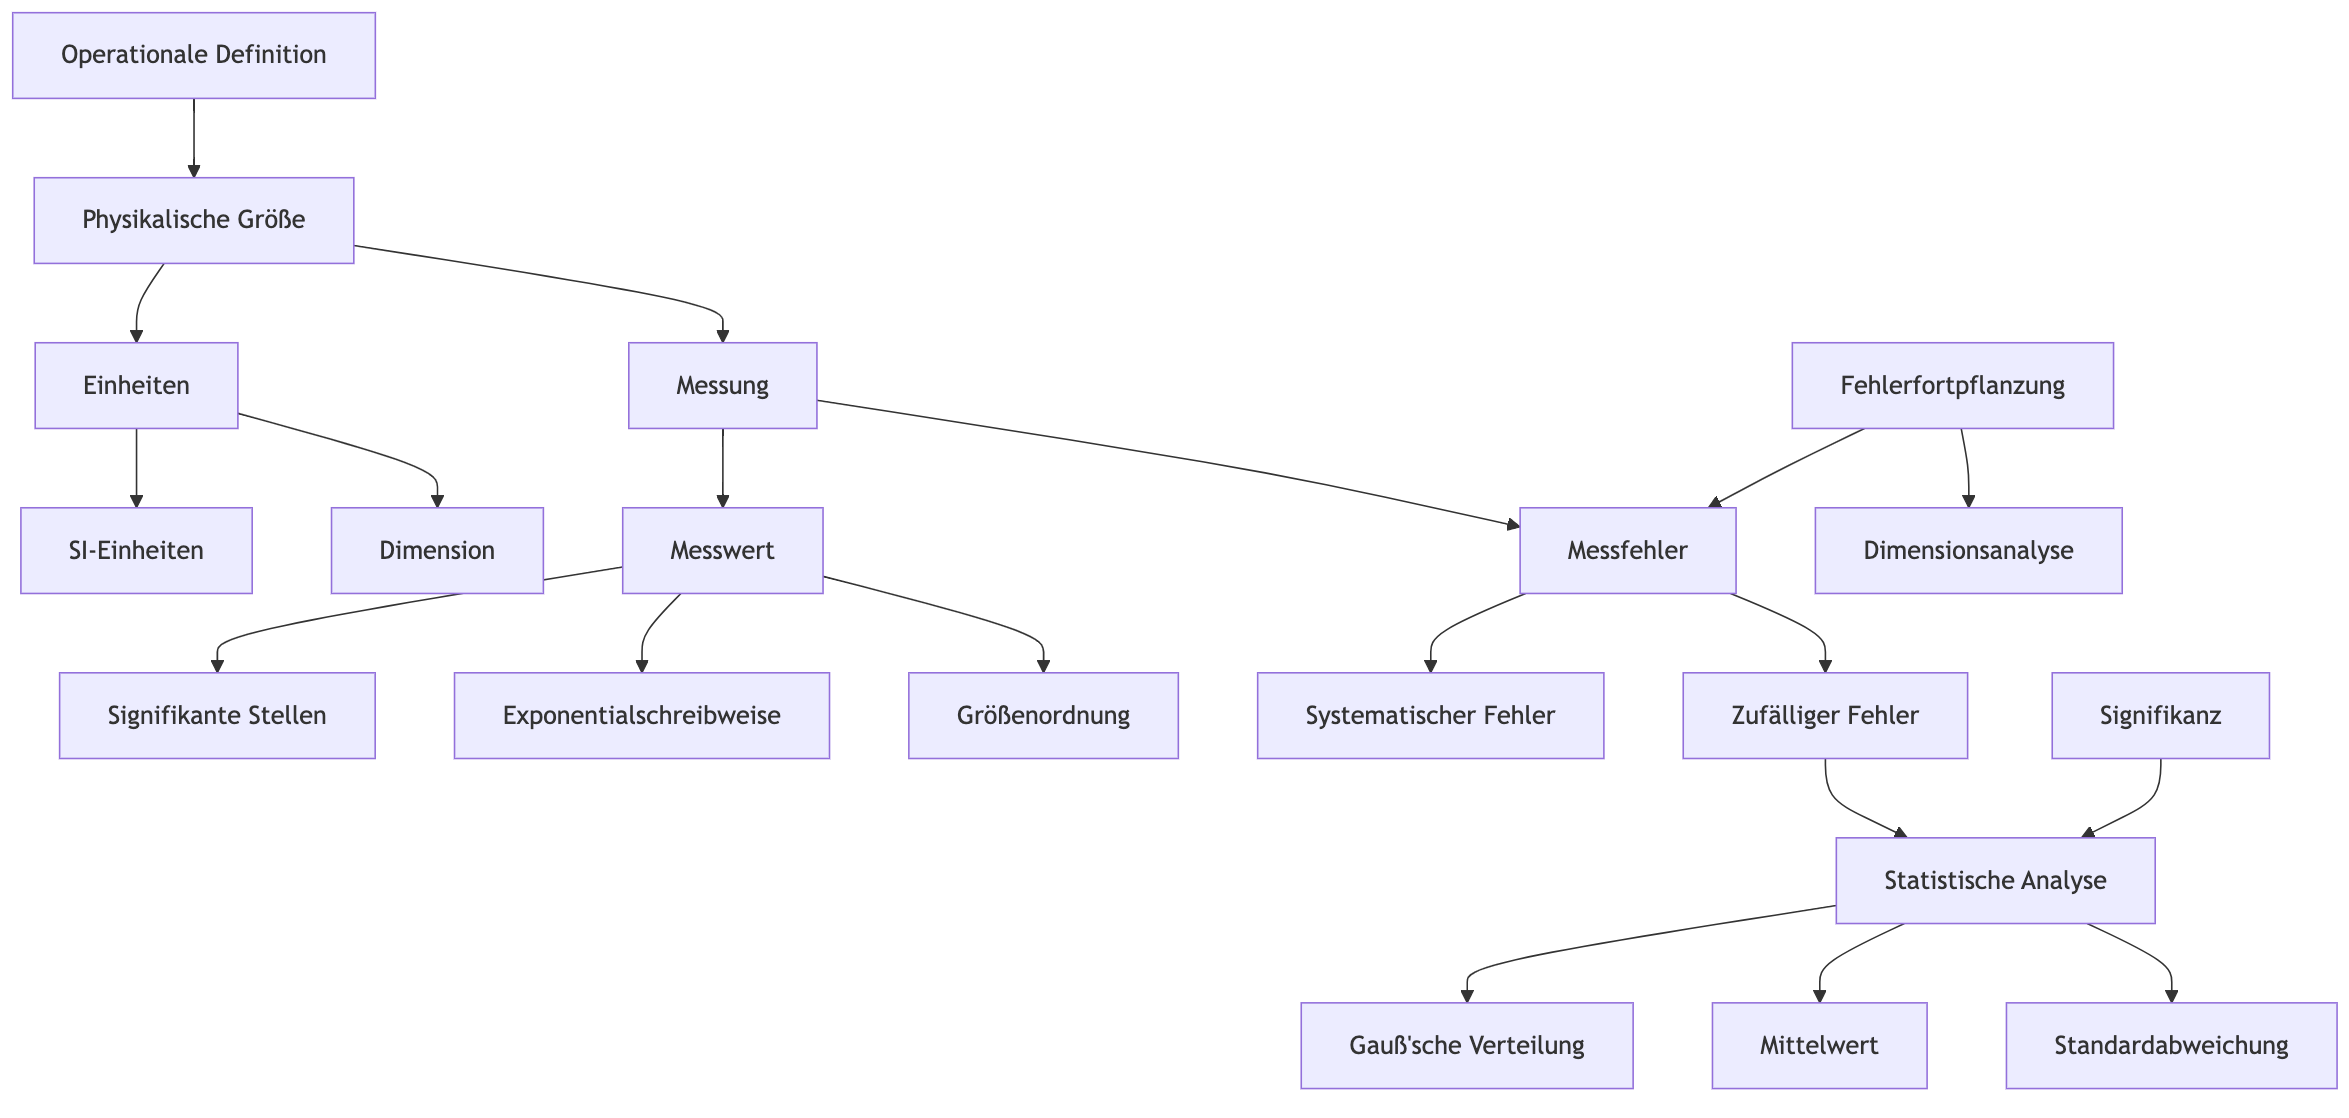 Operationale Definition
Physikalische Größe
Einheiten
Messung
Fehlerfortpflanzung
SI-Einheiten
Dimension
Messwert
Messfehler
Dimensionsanalyse
Signifikante Stellen
Exponentialschreibweise
Größenordnung
Systematischer Fehler
Zufälliger Fehler
Signifikanz
Statistische Analyse
Gauß'sche Verteilung
Mittelwert
Standardabweichung